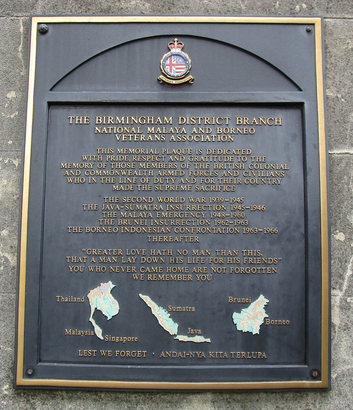 THE BIRMINGHAM DISTRICT BRANCH
NATIONAL MALAYA AND BORNEO
VETERANS ASSOCIATION
THIS MEMORIAL PLAQUE IS DEDICATED
WITH PRIDE RESPECT AND GRATITUDE TO THE
MEMORY OF THOSE MEMBERS OF THE BRITISH COLONIAL
AND COMMONWEALTH ARMED FORCES AND CIVILIANS
WHO IN THE LINE OF DUTY AND FOR THEIR COUNTRY
MADE THE SUPREME SACRIFICE
THE SECOND WORLD WAR 1939-1945
THE JAVA-SUMATRA INSURRECTION 1945-1946
THE MALAYA EMERGENCY 1948-1960
THE BRUNEI INSURRECTION 1962-1963
THE BORNEO INDONESIAN CONFRONTATION 1963-1966
THEREAFTER
"GREATER LOVE HATH NO MAN THAN THIS,
THAT A MAN LAY DOWN HIS LIFE FOR HIS FRIENDS"
YOU WHO NEVER CAME HOME ARE NOT FORGOTTEN
WE REMEMBER YOU
Thailand
Malaysia
Singapore
Sumatra
Java
Brunei
Borneo
LEST WE FORGET · ANDAI-NYA KITA TERLUPA